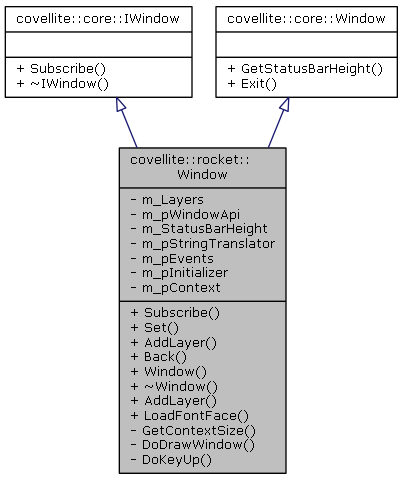 covellite::core::IWindow
+ Subscribe()
+ ~IWindow()
covellite::core::Window
+ GetStatusBarHeight()
+ Exit()
covellite::rocket::
Window
- m_Layers
- m_pWindowApi
- m_StatusBarHeight
- m_pStringTranslator
- m_pEvents
- m_pInitializer
- m_pContext
+ Subscribe()
+ Set()
+ AddLayer()
+ Back()
+ Window()
+ ~Window()
+ AddLayer()
+ LoadFontFace()
- GetContextSize()
- DoDrawWindow()
- DoKeyUp()